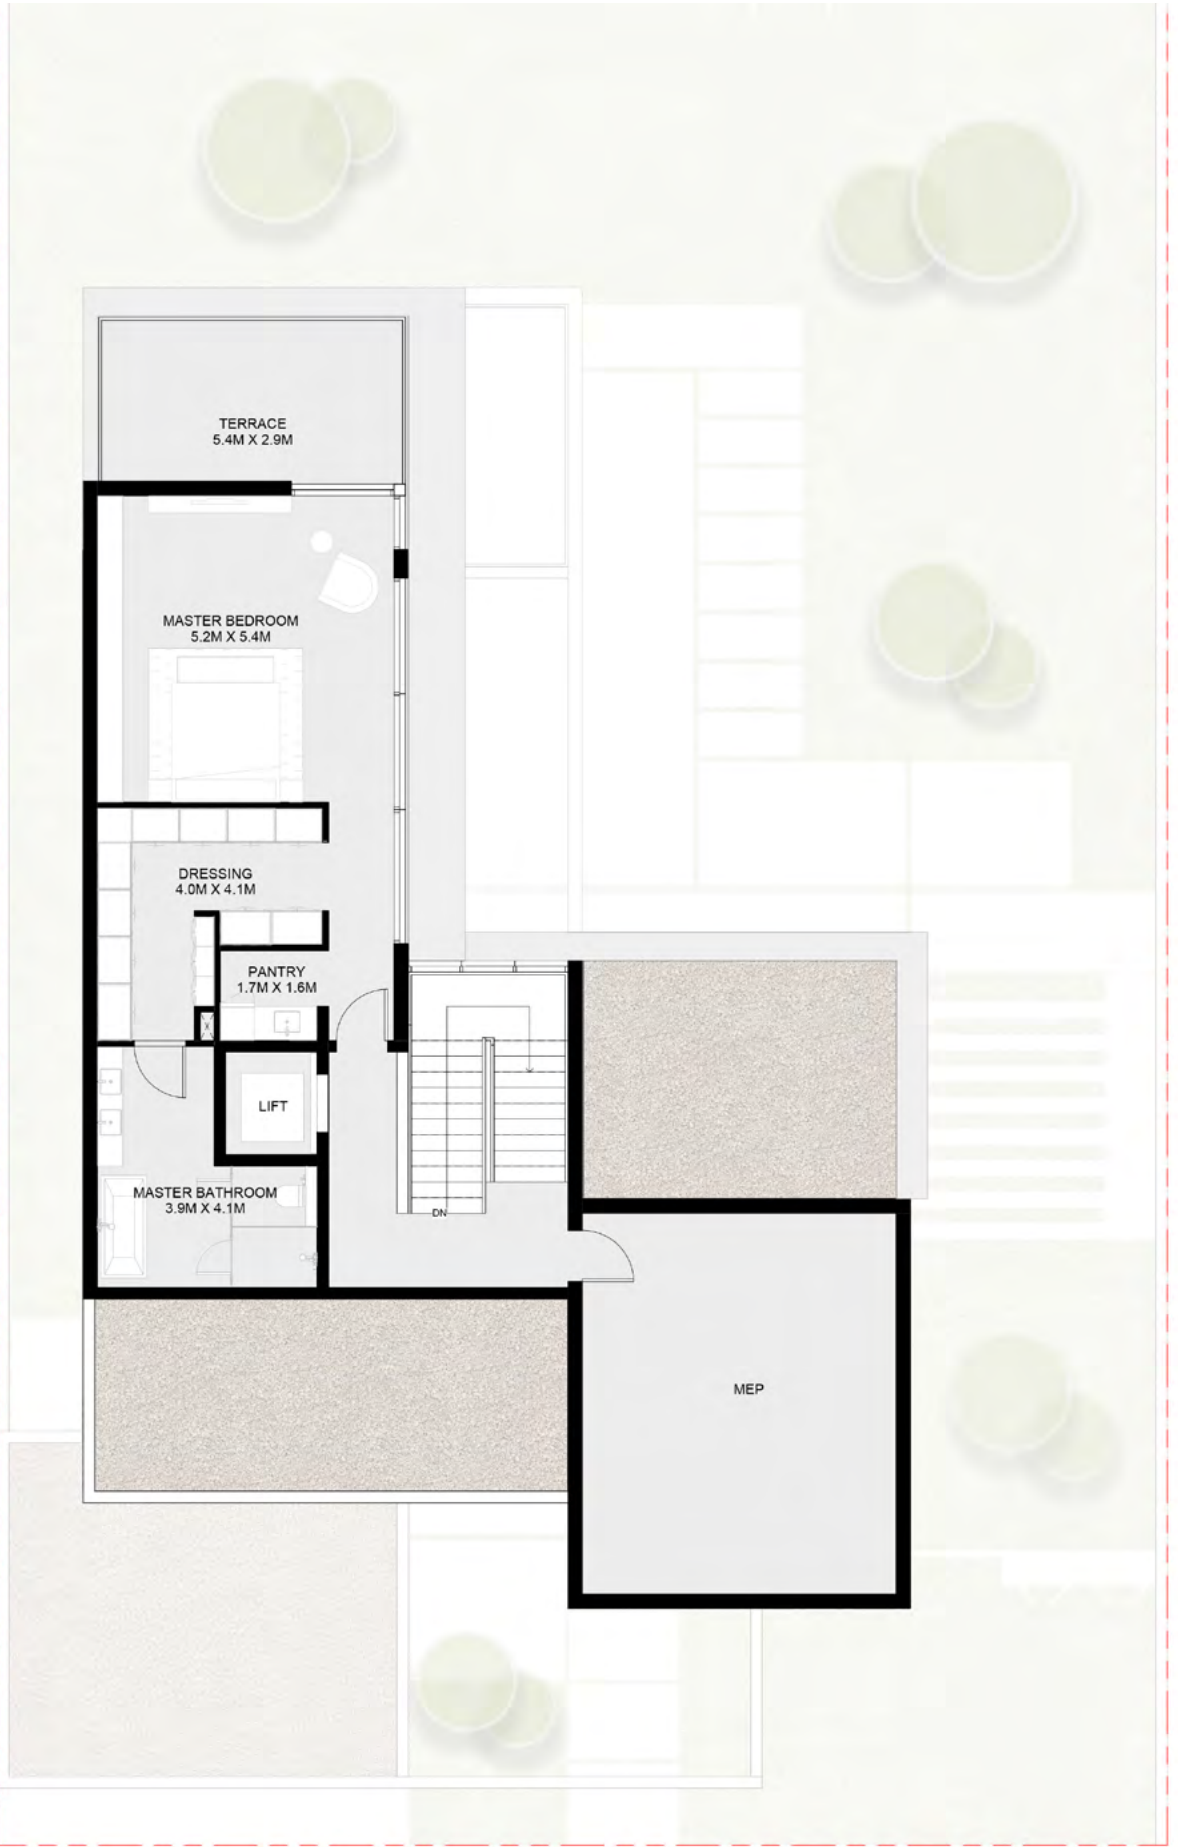 TERRACE
5.4M X 2.9M
MASTER BEDROOM
5.2M X 5.4M
DRESSING
4.0M X 4.1M
PANTRY
1.7M X 1.6M
LIFT
MASTER BATHROOM
3.9M X 4.1M
DN
MEP